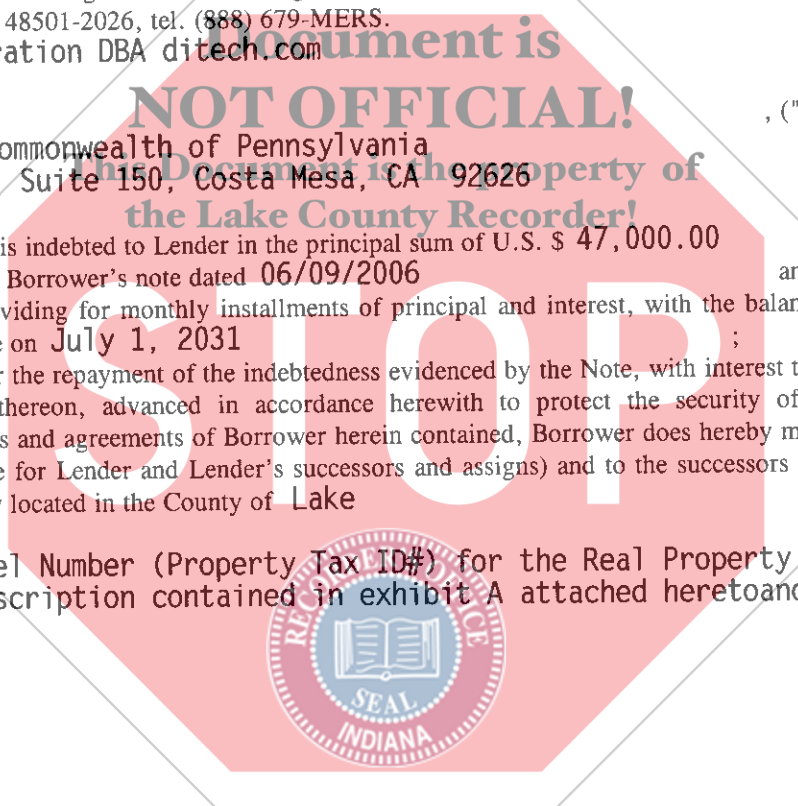 48501-2026, tel. (888) 679-MERS.
ration DBA ditech.com
Document is
NOT OFFICIAL!
, ("
ommonwealth of Pennsylvania
This Document is the property of
Suite 150, Costa Mesa, CA 92626
the Lake County Recorder!
is indebted to Lender in the principal sum of U.S. $ 47,000.00
Borrower's note dated 06/09/2006 an
viding for monthly installments of principal and interest, with the balan
e on July 1, 2031 ;
r the repayment of the indebtedness evidenced by the Note, with interest t
thereon, advanced in accordance herewith to protect the security of
s and agreements of Borrower herein contained, Borrower does hereby m
e for Lender and Lender's successors and assigns) and to the successors
y located in the County of Lake
STOP
el Number (Property Tax ID#) for the Real Property
scription contained in exhibit A attached heretoand
RECORDER'S OFFICE
SEAL
INDIANA